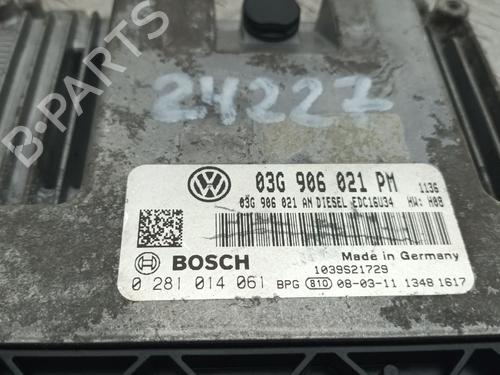 24227
B-PARTS
03G 906 021 PM 1136
03G 906 021 AN DIESEL EDC16U34 HW: H08
BOSCH
Made in Germany
1039S21729
0 281 014 061 BPG 810 08-03-11 1348 1617